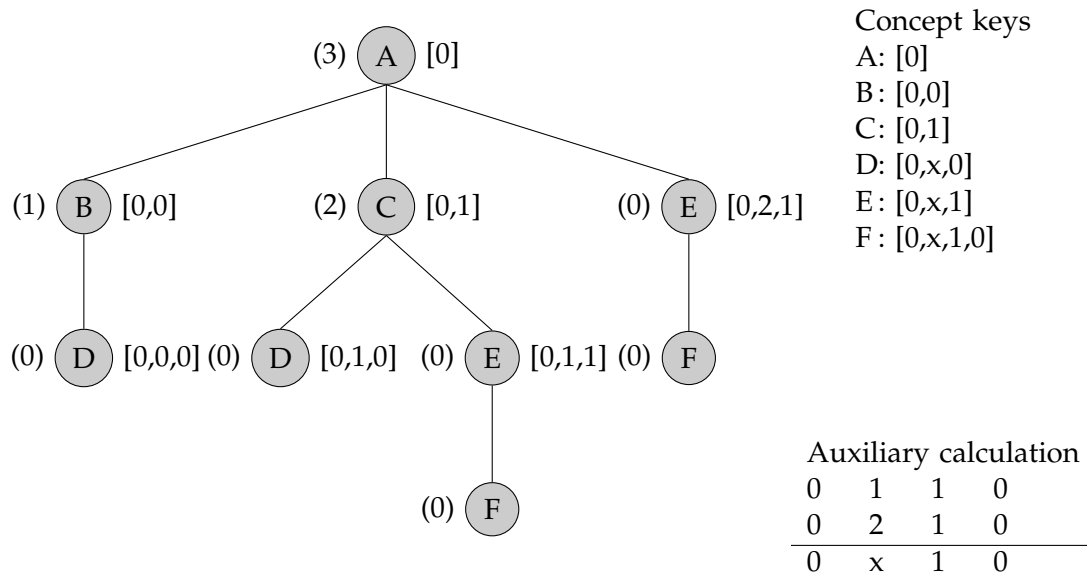 (3) A [0]
(1) B [0,0] (2) C [0,1] (0) E [0,2,1]
(0) D [0,0,0] (0) D [0,1,0] (0) E [0,1,1] (0) F
(0) F
Concept keys
A: [0]
B: [0,0]
C: [0,1]
D: [0,x,0]
E: [0,x,1]
F: [0,x,1,0]
Auxiliary calculation
0 1 1 0
0 2 1 0
0 x 1 0